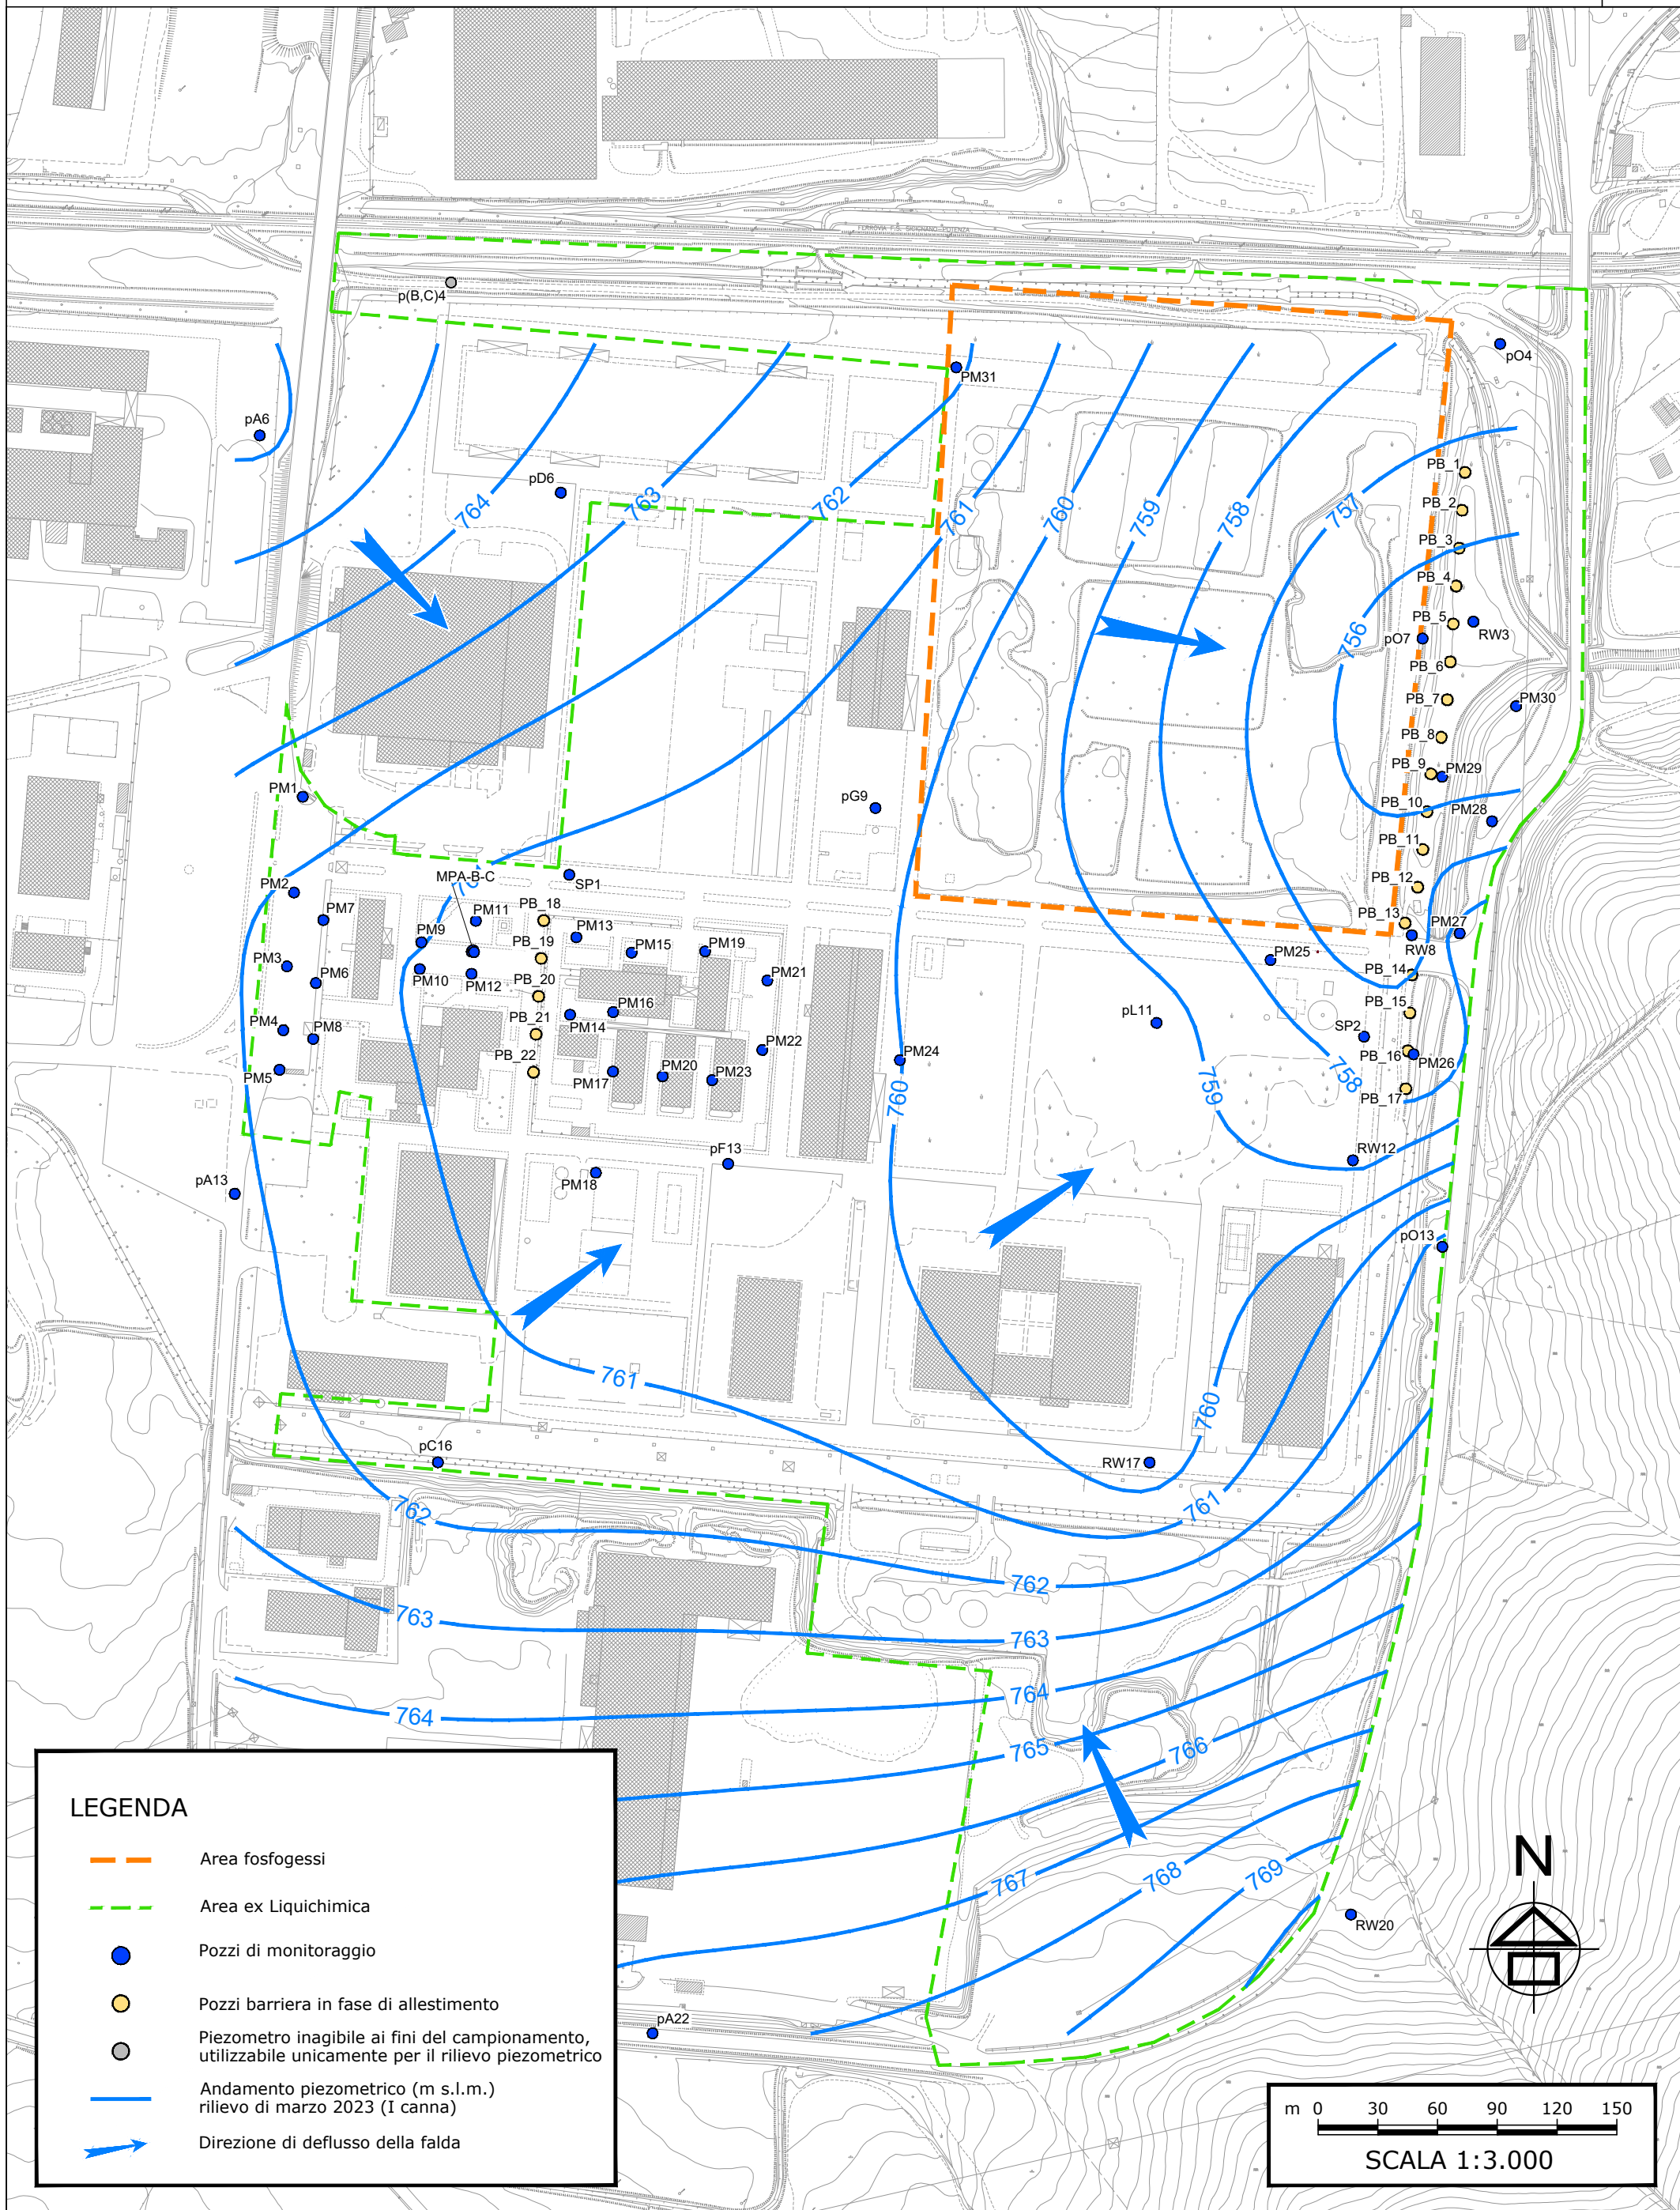 FERROVIA F.S. SICIGNANO-POTENZA
p(B,C)4
pO4
PM31
pA6
PB_1
pD6
764
763
762
761
760
759
758
757
PB_2
PB_3
PB_4
PB_5
RW3
pO7
756
PB_6
PB_7
PM30
PB_8
PB_9
PM29
PM1
pG9
PB_10
PM28
PB_11
MPA-B-C
SP1
PM2
PB_12
PM7
PM11
PB_18
PB_13
PM27
PM9
PM13
PB_19
PM15
PM19
RW8
PM25
PM3
PM6
PM10
PM12
PB_20
PM21
PB_14
PM16
PB_15
pL11
PM4
PM8
PB_21
PM14
SP2
PM22
PB_22
PM24
PB_16
PM26
PM5
PM17
PM20
PM23
758
PB_17
760
759
pF13
RW12
pA13
PM18
pO13
761
760
pC16
RW17
762
761
762
763
763
764
764
765
766
767
768
769
RW20
pA22
N
LEGENDA
Area fosfogessi
Area ex Liquichimica
Pozzi di monitoraggio
Pozzi barriera in fase di allestimento
Piezometro inagibile ai fini del campionamento,
utilizzabile unicamente per il rilievo piezometrico
Andamento piezometrico (m s.l.m.)
rilievo di marzo 2023 (I canna)
Direzione di deflusso della falda
m 0 30 60 90 120 150
SCALA 1:3.000